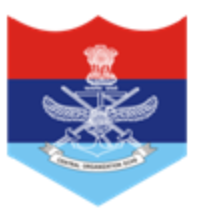 CENTRAL ORGANISATION ECHS